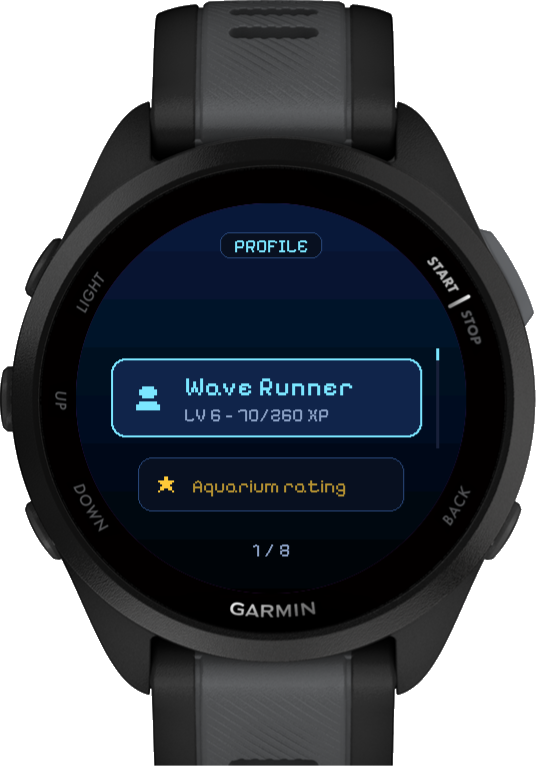 PROFILE
LIGHT
START
STOP
Wave Runner
LV 6 - 70/260 XP
UP
Aquarium rating
DOWN
BACK
1 / 8
GARMIN